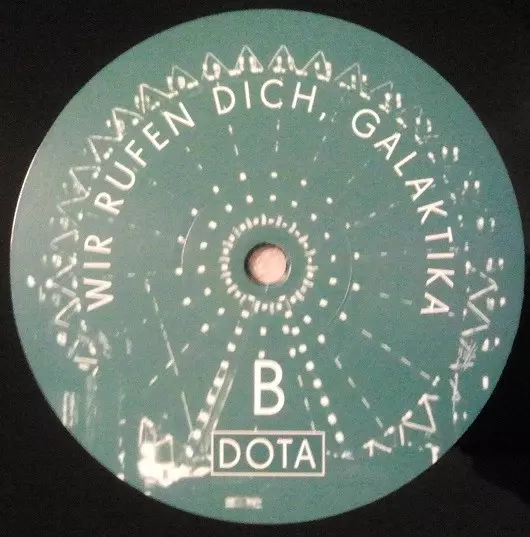 WIR RUFEN DICH, GALAKTIKA
B
DOTA